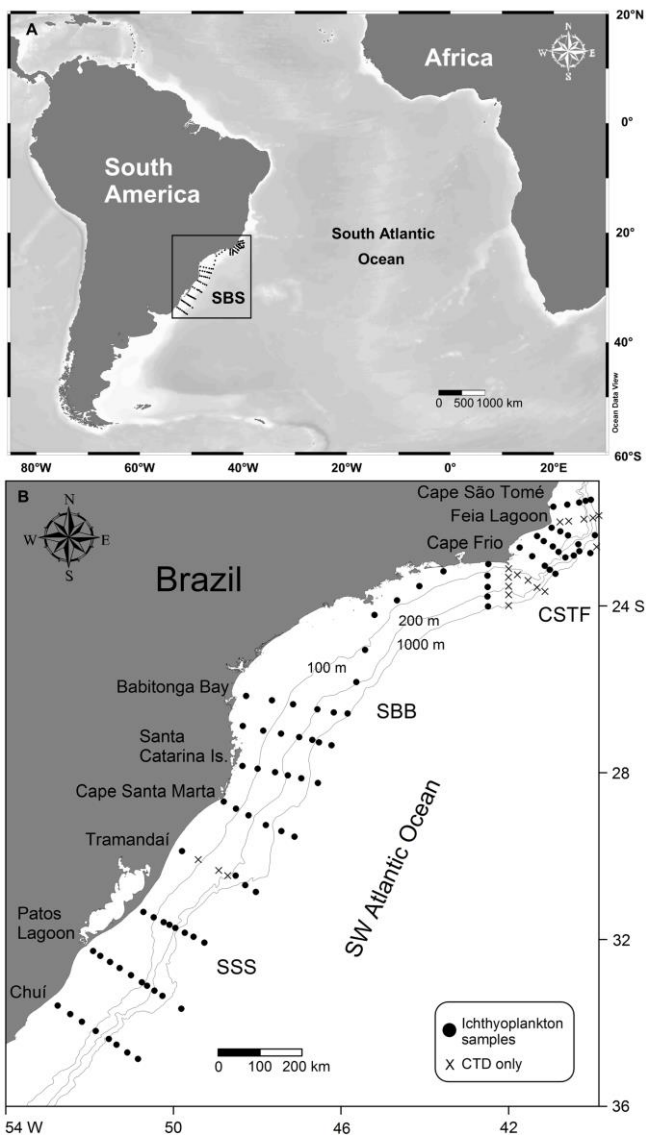 20°N
A
Africa
N
W
E
S
0°
South
America
20°
South Atlantic
Ocean
SBS
40°
0 500 1000 km
Ocean Data View
80°W 60°W 40°W 20°W 0° 20°E
60°S
B
N
W
E
S
Cape São Tomé
Feia Lagoon
Cape Frio
Brazil
24 S
CSTF
200 m
1000 m
100 m
Babitonga Bay
SBB
Santa
Catarina Is.
28
Cape Santa Marta
Tramandaí
SW Atlantic Ocean
Patos
Lagoon
32
SSS
Chuí
Ichthyoplankton
samples
X CTD only
0 100 200 km
36
54 W 50 46 42